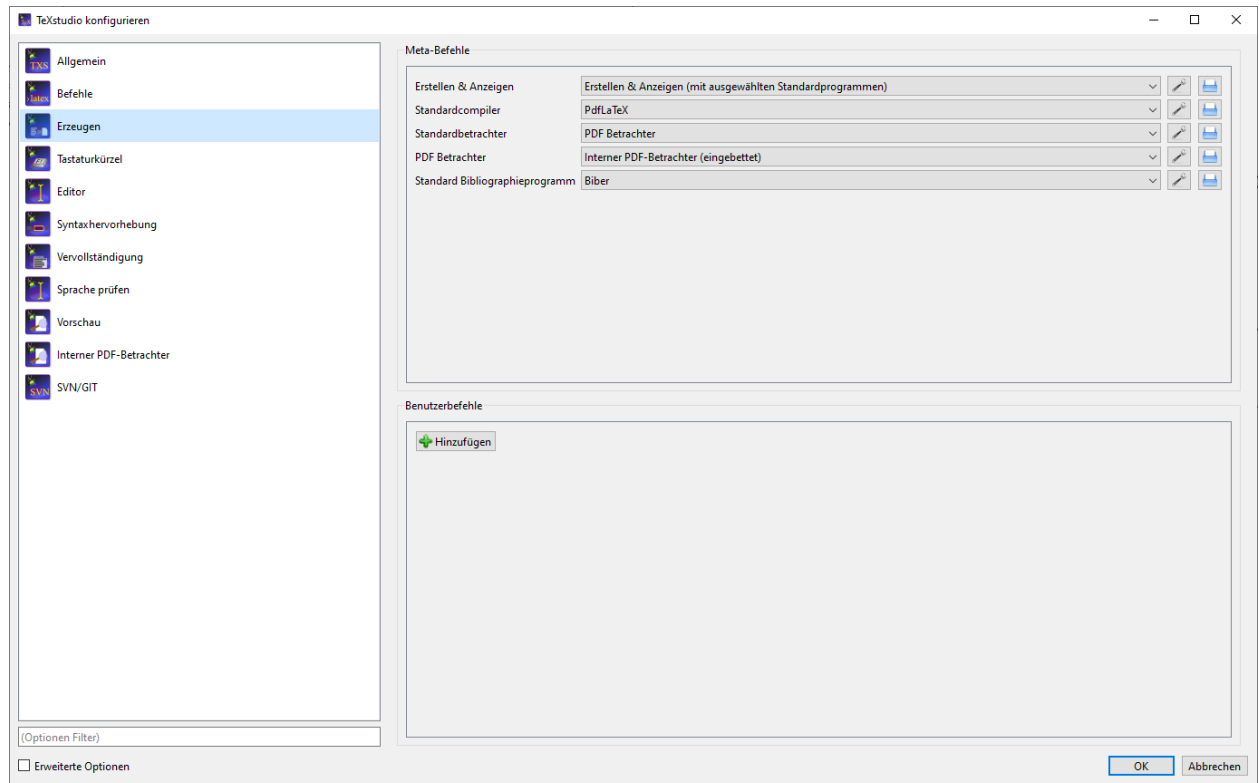 TeXstudio konfigurieren
TXS Allgemein
›latex Befehle
Erzeugen
Tastaturkürzel
Editor
Syntaxhervorhebung
Vervollständigung
Sprache prüfen
Vorschau
Interner PDF-Betrachter
SVN SVN/GIT
(Optionen Filter)
Erweiterte Optionen
Meta-Befehle
Erstellen & Anzeigen Erstellen & Anzeigen (mit ausgewählten Standardprogrammen)
Standardcompiler PdfLaTeX
Standardbetrachter PDF Betrachter
PDF Betrachter Interner PDF-Betrachter (eingebettet)
Standard Bibliographieprogramm Biber
Benutzerbefehle
Hinzufügen
OK Abbrechen